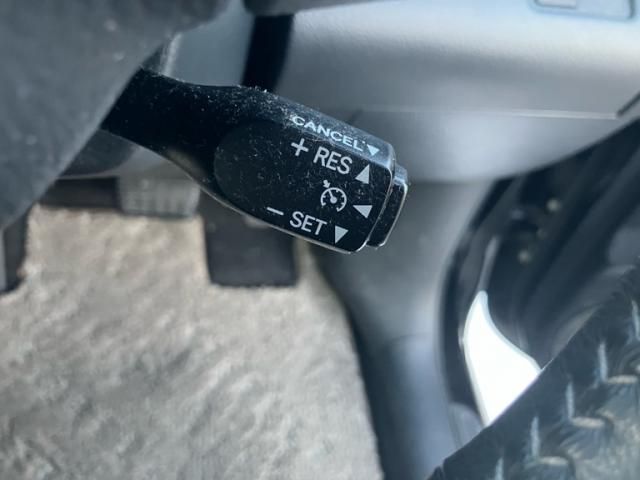 CANCEL▼
+ RES ▲
◀
− SET ▼